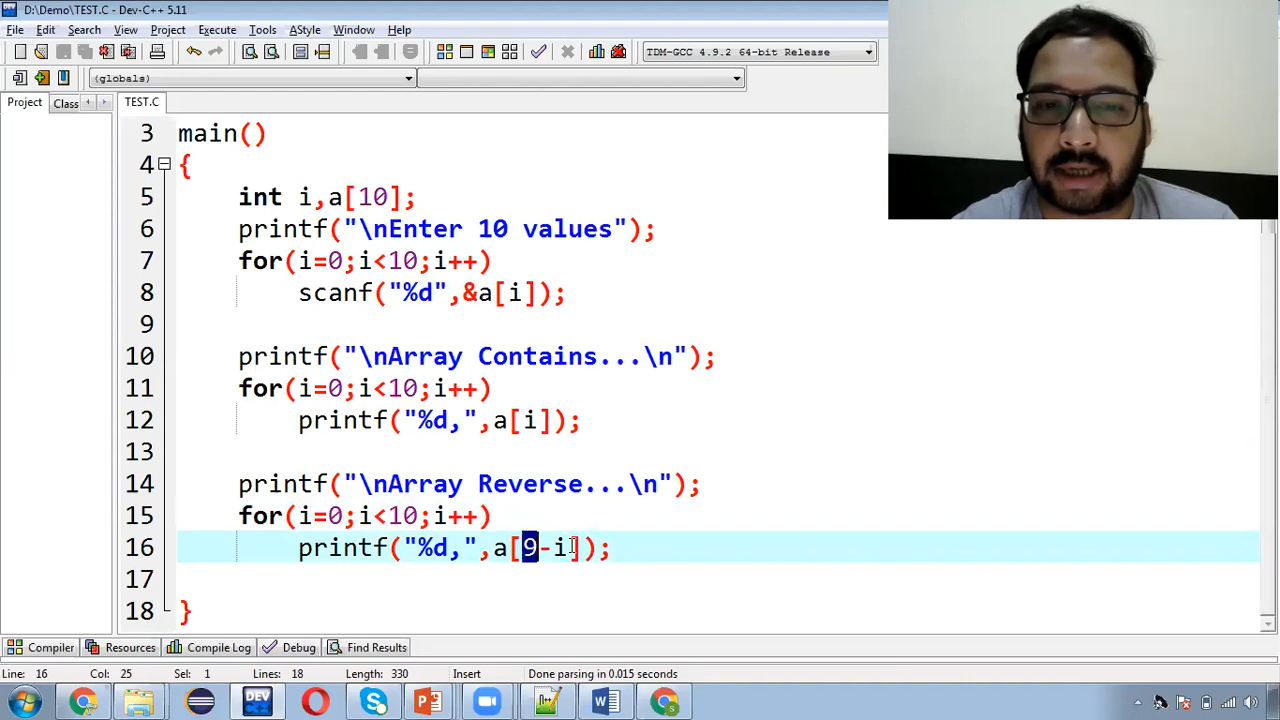 D:\Demo\TEST.C - Dev-C++ 5.11
File Edit Search View Project Execute Tools AStyle Window Help
TDM-GCC 4.9.2 64-bit Release
(globals)
Project Class TEST.C
3 main()
4 {
5 int i,a[10];
6 printf("\nEnter 10 values");
7 for(i=0;i<10;i++)
8 scanf("%d",&a[i]);
9
10 printf("\nArray Contains...\n");
11 for(i=0;i<10;i++)
12 printf("%d,",a[i]);
13
14 printf("\nArray Reverse...\n");
15 for(i=0;i<10;i++)
16 printf("%d,",a[9-i]);
17
18 }
Compiler Resources Compile Log Debug Find Results
Line: 16 Col: 25 Sel: 1 Lines: 18 Length: 330 Insert Done parsing in 0.015 seconds
DEV